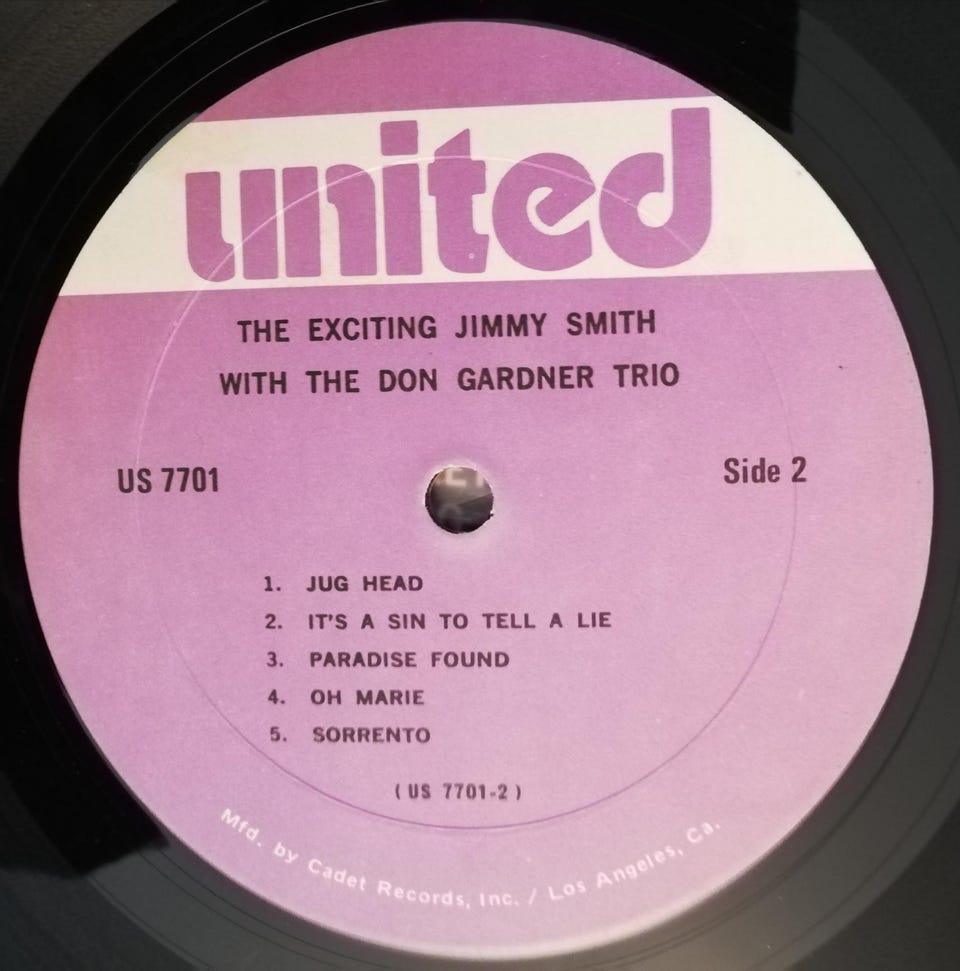 united
THE EXCITING JIMMY SMITH
WITH THE DON GARDNER TRIO
US 7701
Side 2
1. JUG HEAD
2. IT'S A SIN TO TELL A LIE
3. PARADISE FOUND
4. OH MARIE
5. SORRENTO
( US 7701-2 )
Mfd. by Cadet Records, Inc. / Los Angeles, Ca.